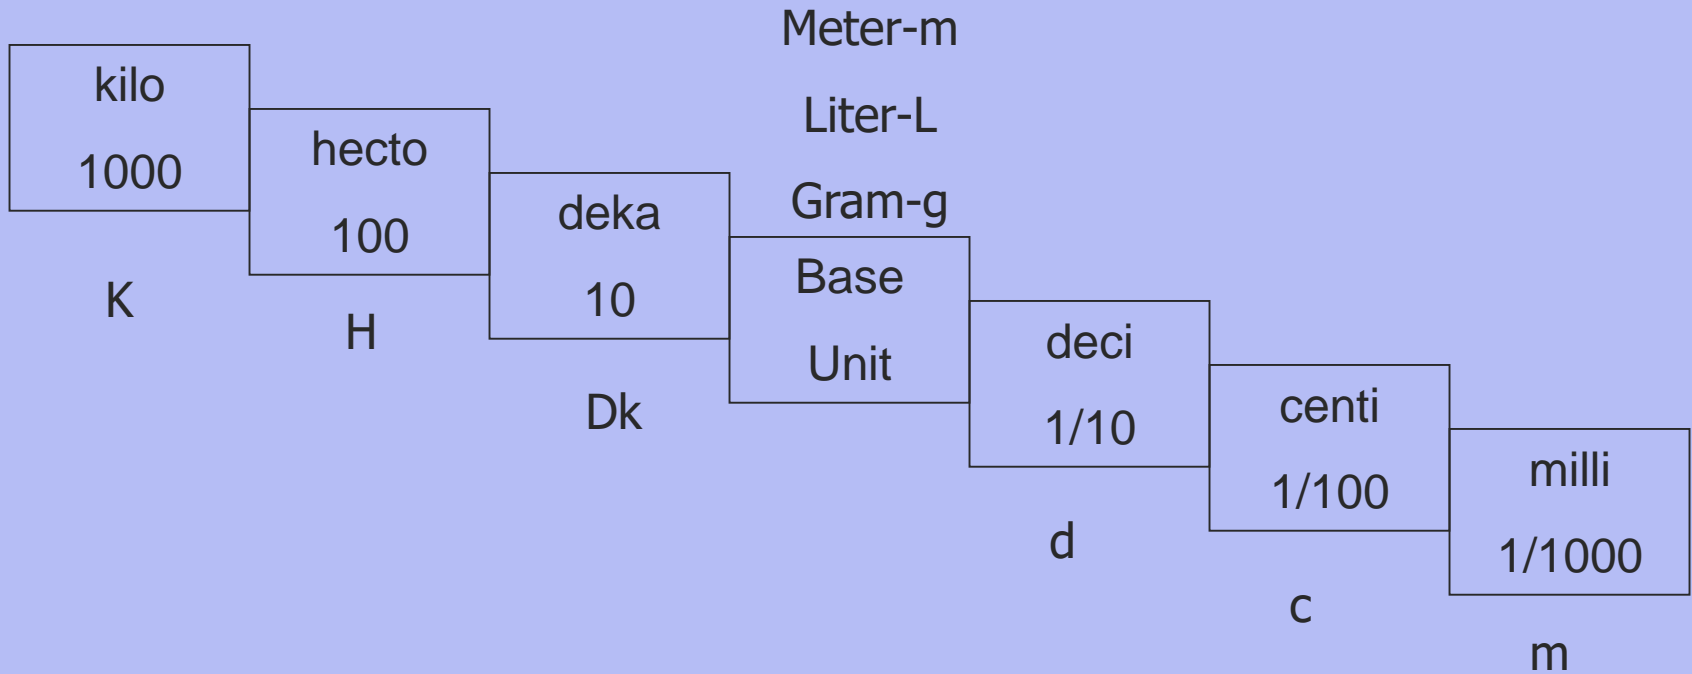 Meter-m
Liter-L
Gram-g
kilo
1000
K
hecto
100
H
deka
10
Dk
Base
Unit
deci
1/10
d
centi
1/100
c
milli
1/1000
m